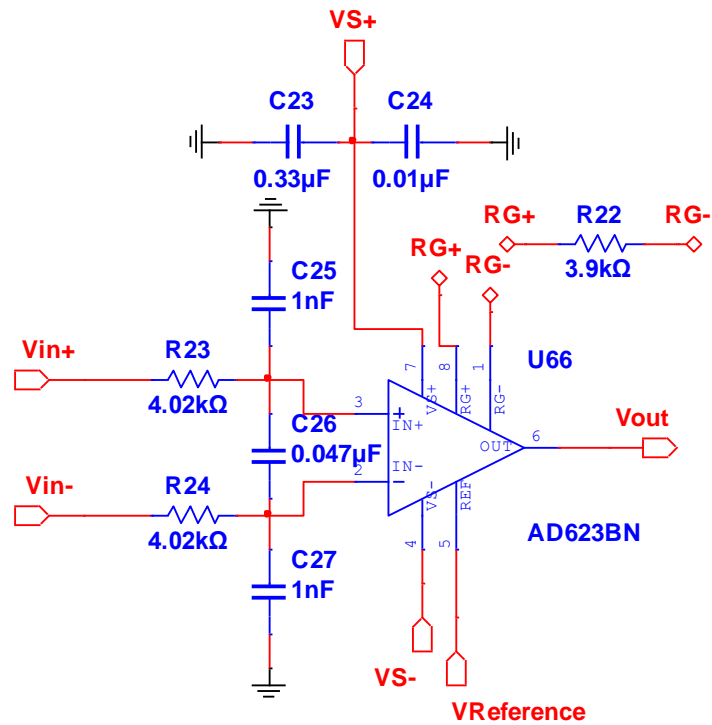 VS+
C23
C24
0.33µF
0.01µF
RG+
R22
RG-
3.9kΩ
RG+
RG-
C25
1nF
Vin+
R23
4.02kΩ
7
8
1
U66
VS+
RG+
RG-
3
IN+
C26
0.047µF
Vout
OUT
6
Vin-
R24
4.02kΩ
2
IN-
VS-
REF
4
5
AD623BN
C27
1nF
VS-
VReference